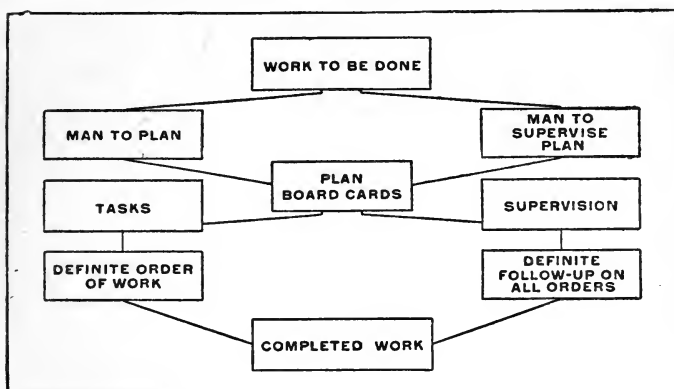 WORK TO BE DONE
MAN TO PLAN
MAN TO
SUPERVISE
PLAN
PLAN
BOARD CARDS
TASKS
SUPERVISION
DEFINITE ORDER
OF WORK
DEFINITE
FOLLOW-UP ON
ALL ORDERS
COMPLETED WORK